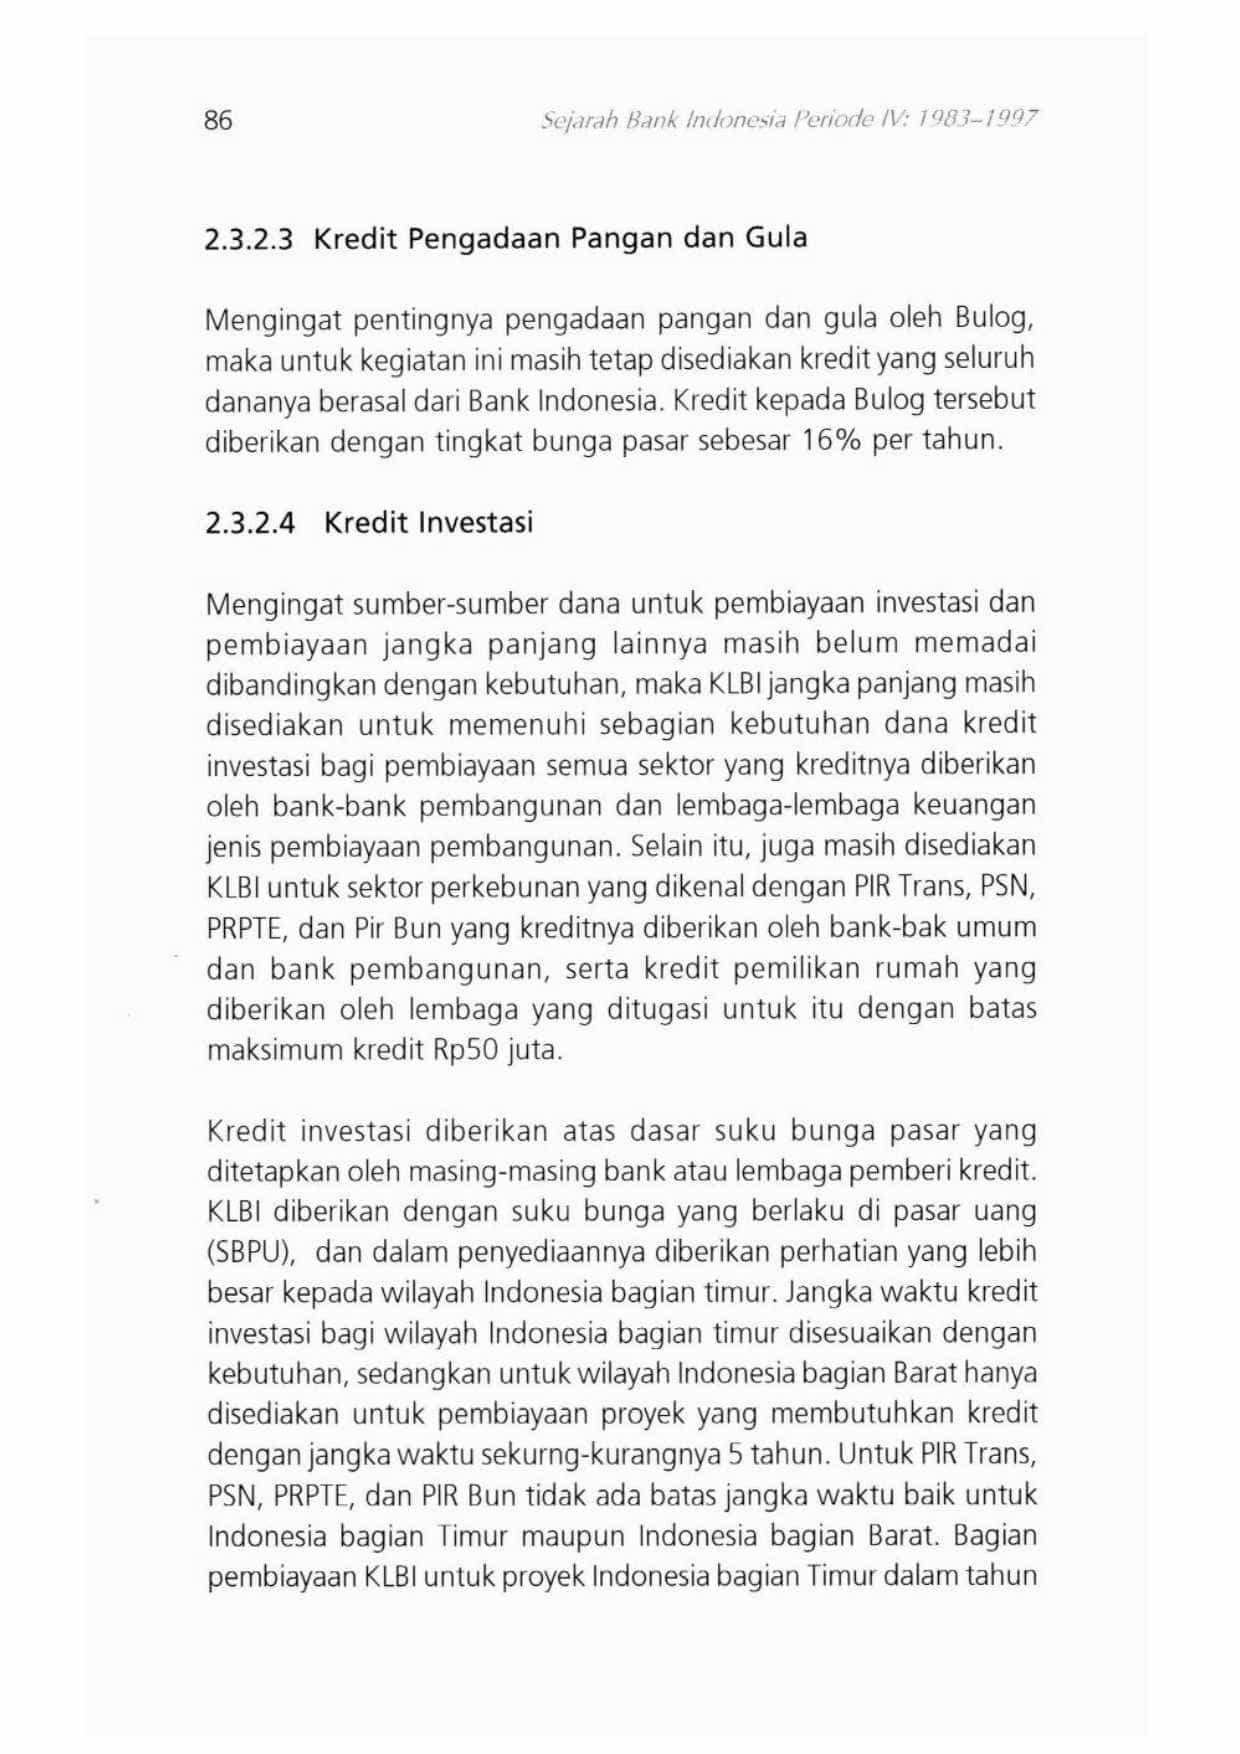 86
Sejarah Bank Indonesia Periode IV: 1983–1997
2.3.2.3 Kredit Pengadaan Pangan dan Gula
Mengingat pentingnya pengadaan pangan dan gula oleh Bulog,
maka untuk kegiatan ini masih tetap disediakan kredit yang seluruh
dananya berasal dari Bank Indonesia. Kredit kepada Bulog tersebut
diberikan dengan tingkat bunga pasar sebesar 16% per tahun.
2.3.2.4 Kredit Investasi
Mengingat sumber-sumber dana untuk pembiayaan investasi dan
pembiayaan jangka panjang lainnya masih belum memadai
dibandingkan dengan kebutuhan, maka KLBI jangka panjang masih
disediakan untuk memenuhi sebagian kebutuhan dana kredit
investasi bagi pembiayaan semua sektor yang kreditnya diberikan
oleh bank-bank pembangunan dan lembaga-lembaga keuangan
jenis pembiayaan pembangunan. Selain itu, juga masih disediakan
KLBI untuk sektor perkebunan yang dikenal dengan PIR Trans, PSN,
PRPTE, dan Pir Bun yang kreditnya diberikan oleh bank-bak umum
dan bank pembangunan, serta kredit pemilikan rumah yang
diberikan oleh lembaga yang ditugasi untuk itu dengan batas
maksimum kredit Rp50 juta.
Kredit investasi diberikan atas dasar suku bunga pasar yang
ditetapkan oleh masing-masing bank atau lembaga pemberi kredit.
KLBI diberikan dengan suku bunga yang berlaku di pasar uang
(SBPU), dan dalam penyediaannya diberikan perhatian yang lebih
besar kepada wilayah Indonesia bagian timur. Jangka waktu kredit
investasi bagi wilayah Indonesia bagian timur disesuaikan dengan
kebutuhan, sedangkan untuk wilayah Indonesia bagian Barat hanya
disediakan untuk pembiayaan proyek yang membutuhkan kredit
dengan jangka waktu sekurng-kurangnya 5 tahun. Untuk PIR Trans,
PSN, PRPTE, dan PIR Bun tidak ada batas jangka waktu baik untuk
Indonesia bagian Timur maupun Indonesia bagian Barat. Bagian
pembiayaan KLBI untuk proyek Indonesia bagian Timur dalam tahun